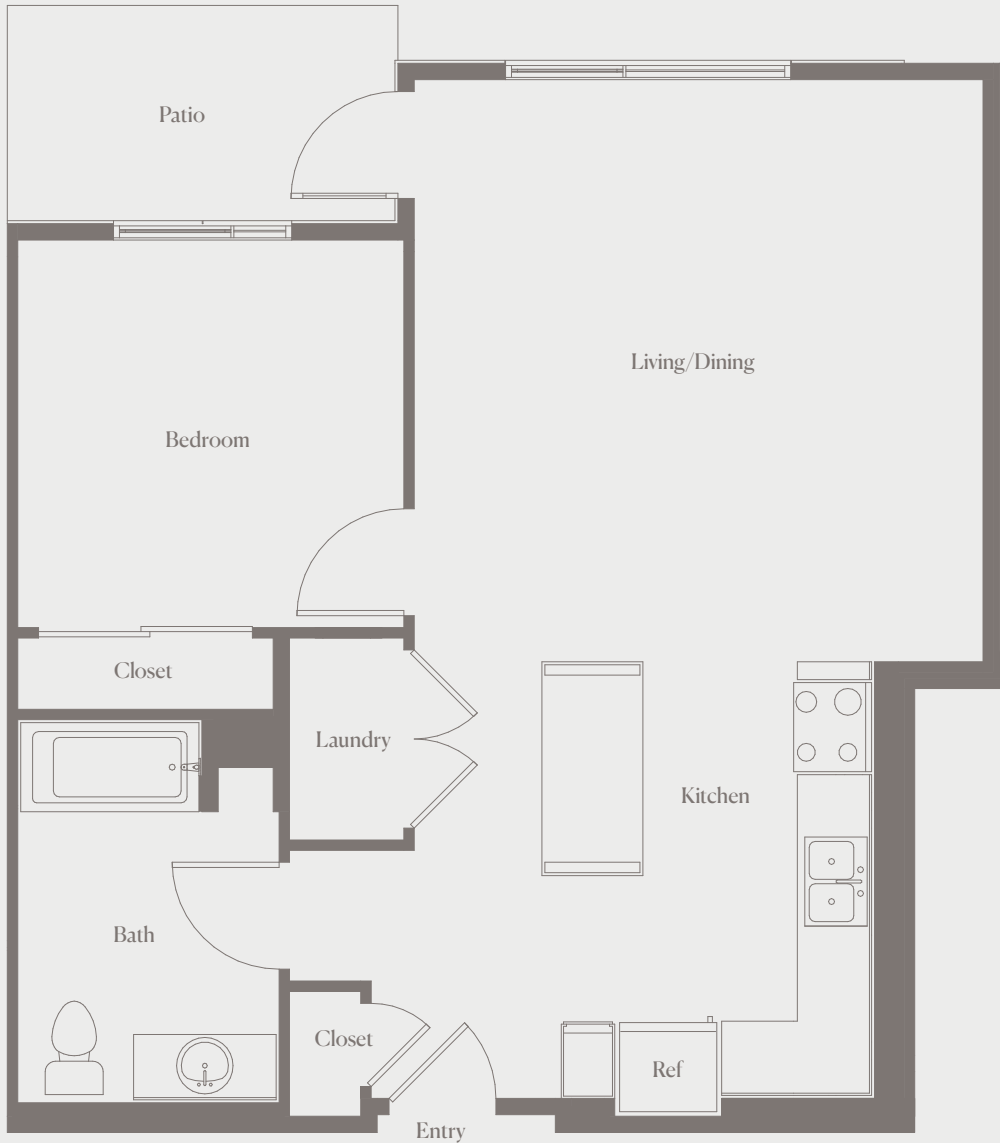 Patio
Living/Dining
Bedroom
Closet
Laundry
Kitchen
Bath
Closet
Ref
Entry